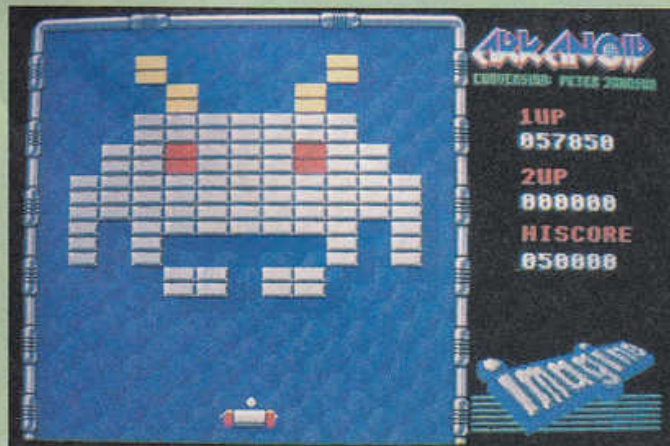 ARKANOID
CONVERSION: PETER JOHNSON
1UP
057850
2UP
000000
HISCORE
050000
imagine